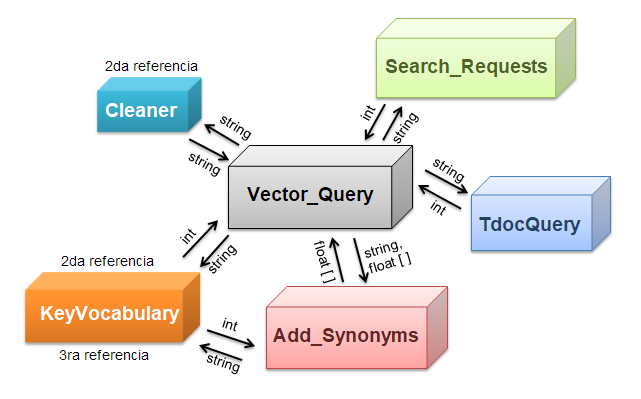 2da referencia
Cleaner
Search_Requests
string
string
int
string
Vector_Query
string
int
TdocQuery
int
string
float [ ]
string,
float [ ]
2da referencia
KeyVocabulary
3ra referencia
int
string
Add_Synonyms